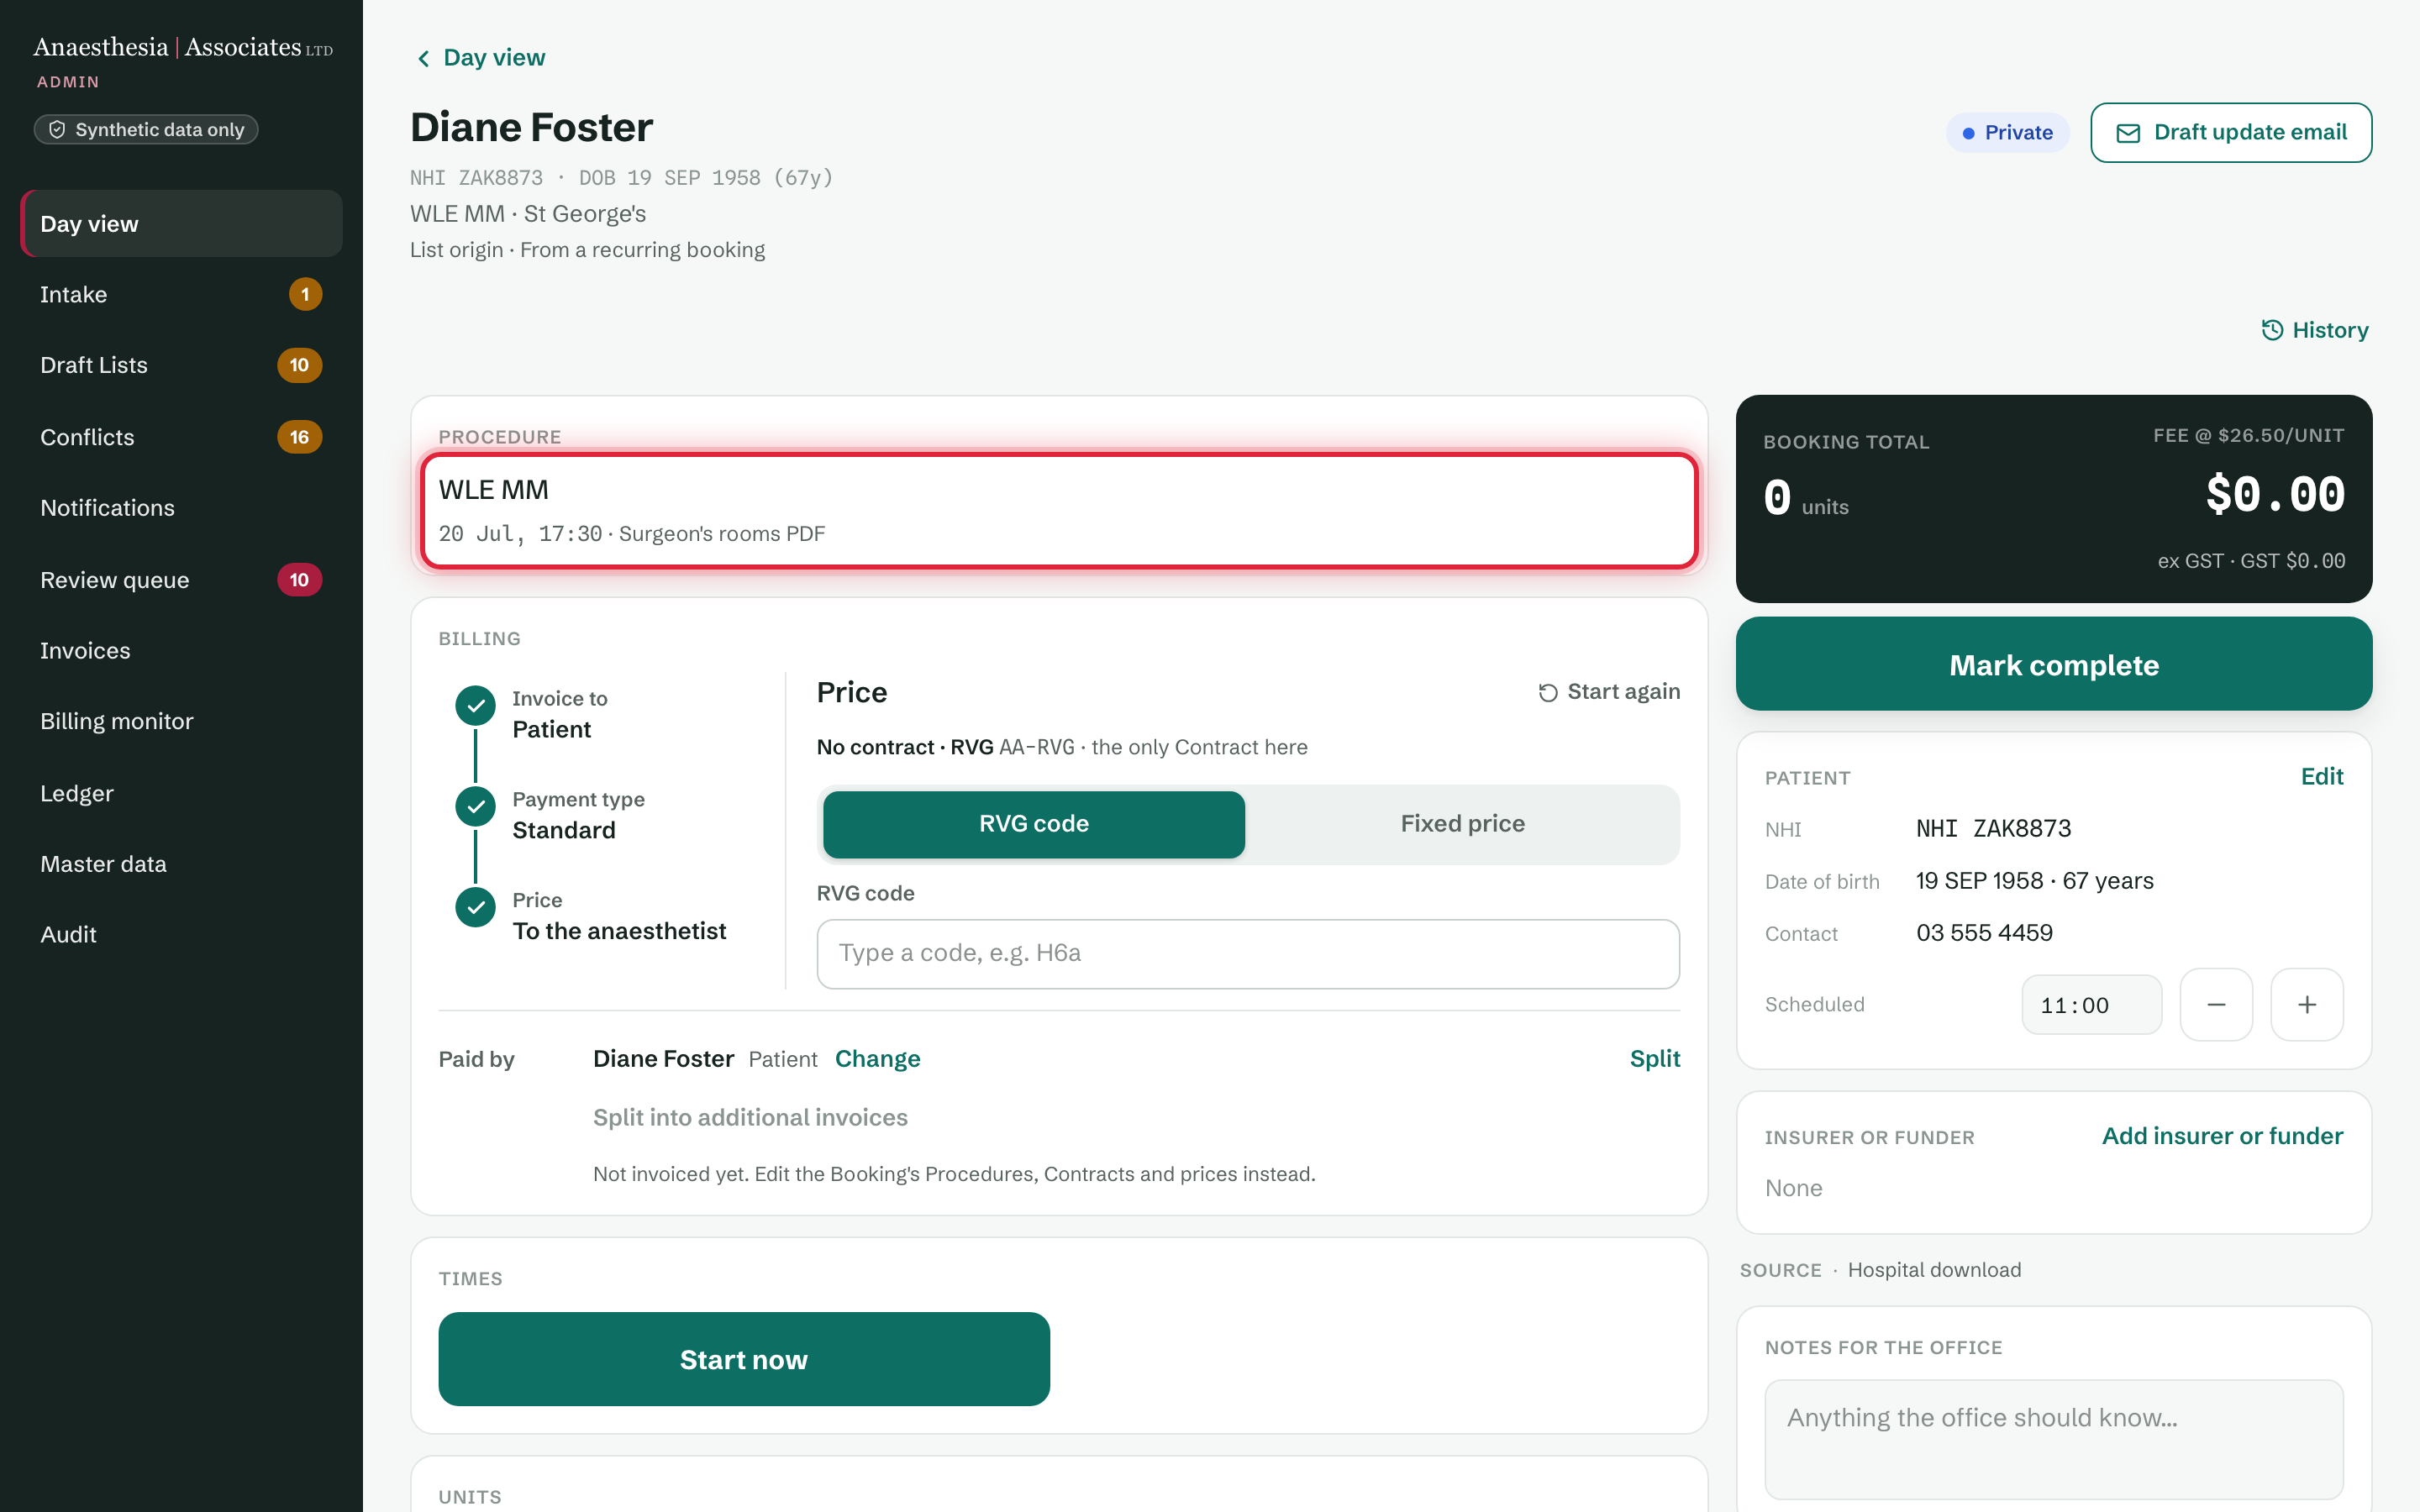 Anaesthesia | Associates LTD
ADMIN
Synthetic data only
Day view
Intake 1
Draft Lists 10
Conflicts 16
Notifications
Review queue 10
Invoices
Billing monitor
Ledger
Master data
Audit
Day view
Diane Foster
NHI ZAK8873 · DOB 19 SEP 1958 (67y)
WLE MM · St George's
List origin · From a recurring booking
Private
Draft update email
History
PROCEDURE
WLE MM
20 Jul, 17:30 · Surgeon's rooms PDF
BILLING
Invoice to
Patient
Payment type
Standard
Price
To the anaesthetist
Price
Start again
No contract · RVG AA-RVG · the only Contract here
RVG code
Fixed price
RVG code
Type a code, e.g. H6a
Paid by
Diane Foster Patient Change
Split
Split into additional invoices
Not invoiced yet. Edit the Booking's Procedures, Contracts and prices instead.
TIMES
Start now
UNITS
BOOKING TOTAL
FEE @ $26.50/UNIT
0 units
$0.00
ex GST · GST $0.00
Mark complete
PATIENT
Edit
NHI NHI ZAK8873
Date of birth 19 SEP 1958 · 67 years
Contact 03 555 4459
Scheduled 11:00 − +
INSURER OR FUNDER
Add insurer or funder
None
SOURCE · Hospital download
NOTES FOR THE OFFICE
Anything the office should know...